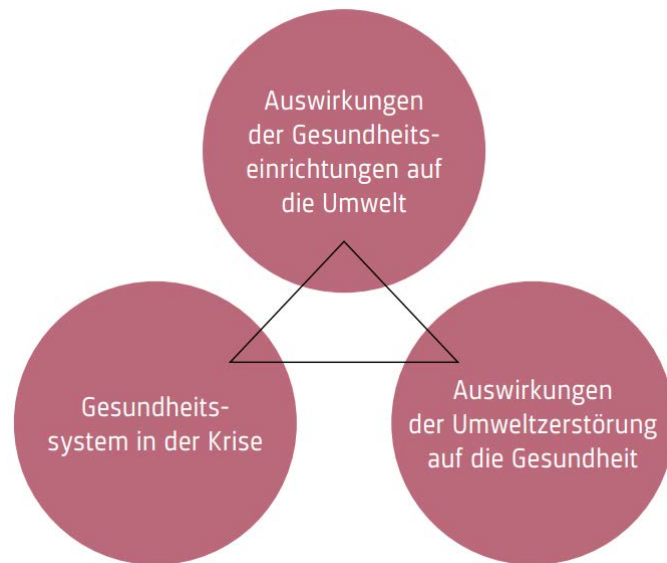 Auswirkungen
der Gesundheits-
einrichtungen auf
die Umwelt
Gesundheits-
system in der Krise
Auswirkungen
der Umweltzerstörung
auf die Gesundheit